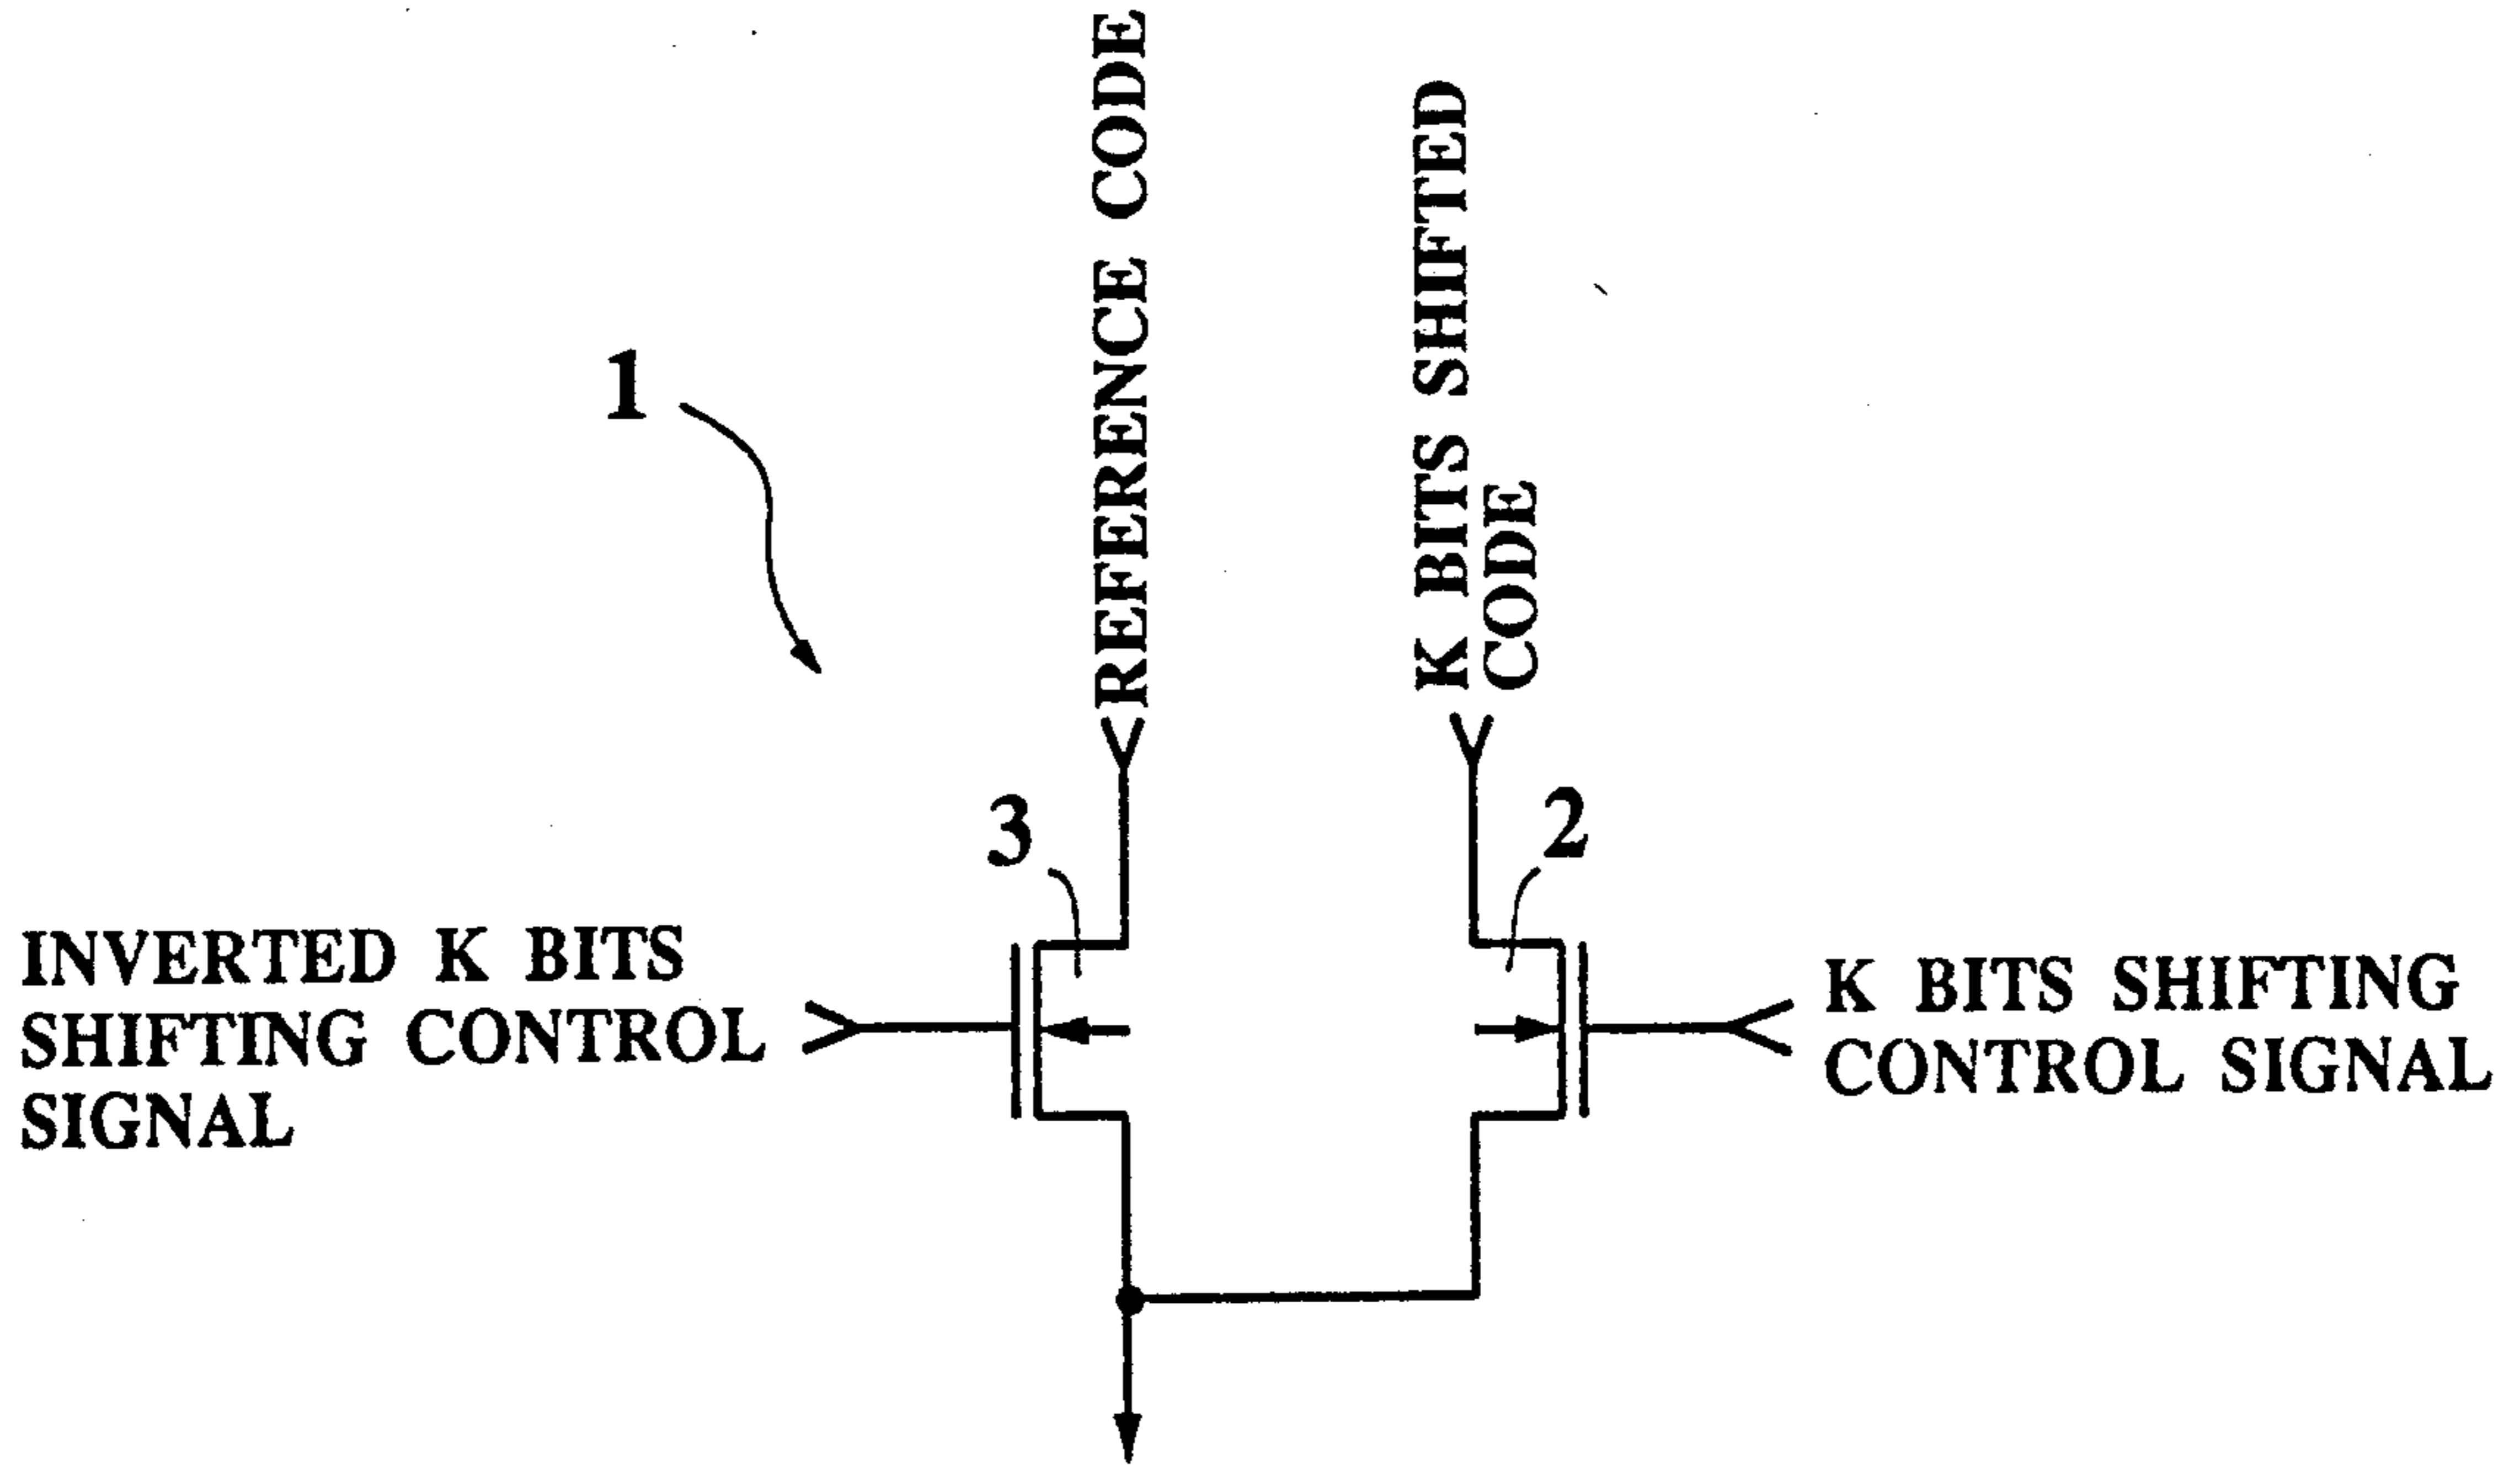 REFERENCE CODE
K BITS SHIFTED
CODE
1
3
2
INVERTED K BITS
SHIFTING CONTROL
SIGNAL
K BITS SHIFTING
CONTROL SIGNAL